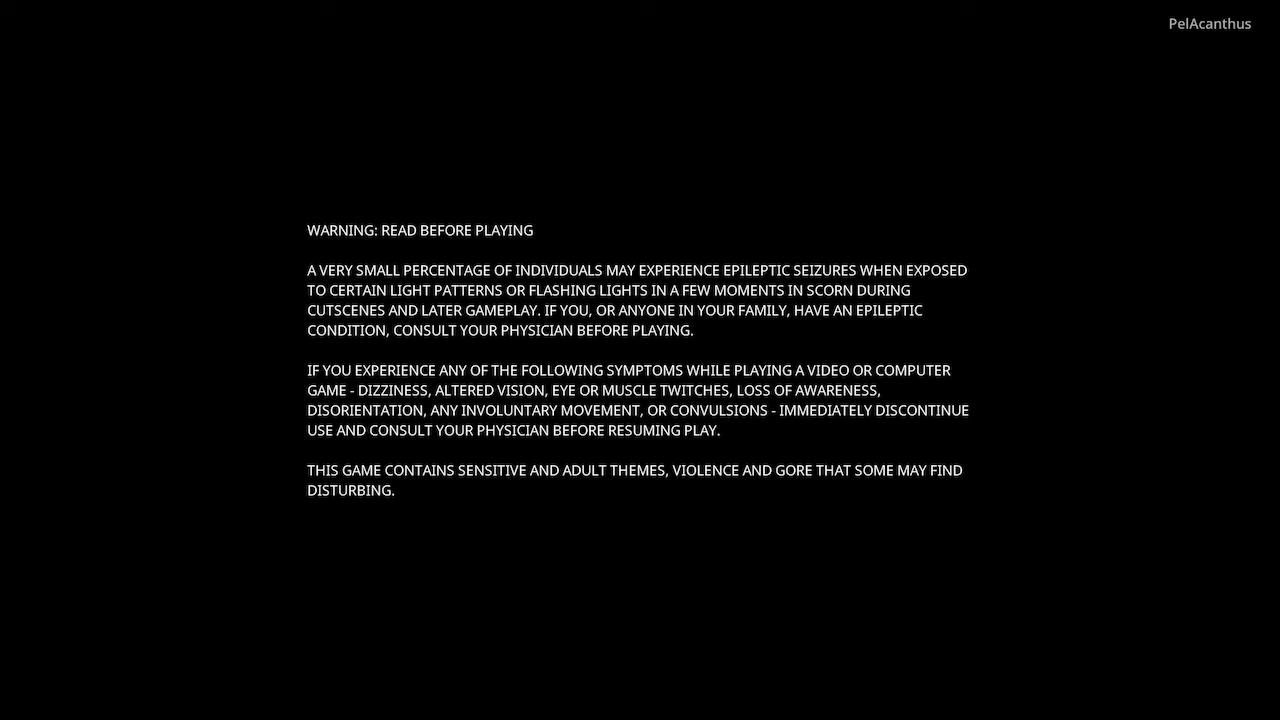 PelAcanthus
WARNING: READ BEFORE PLAYING
A VERY SMALL PERCENTAGE OF INDIVIDUALS MAY EXPERIENCE EPILEPTIC SEIZURES WHEN EXPOSED
TO CERTAIN LIGHT PATTERNS OR FLASHING LIGHTS IN A FEW MOMENTS IN SCORN DURING
CUTSCENES AND LATER GAMEPLAY. IF YOU, OR ANYONE IN YOUR FAMILY, HAVE AN EPILEPTIC
CONDITION, CONSULT YOUR PHYSICIAN BEFORE PLAYING.
IF YOU EXPERIENCE ANY OF THE FOLLOWING SYMPTOMS WHILE PLAYING A VIDEO OR COMPUTER
GAME - DIZZINESS, ALTERED VISION, EYE OR MUSCLE TWITCHES, LOSS OF AWARENESS,
DISORIENTATION, ANY INVOLUNTARY MOVEMENT, OR CONVULSIONS - IMMEDIATELY DISCONTINUE
USE AND CONSULT YOUR PHYSICIAN BEFORE RESUMING PLAY.
THIS GAME CONTAINS SENSITIVE AND ADULT THEMES, VIOLENCE AND GORE THAT SOME MAY FIND
DISTURBING.